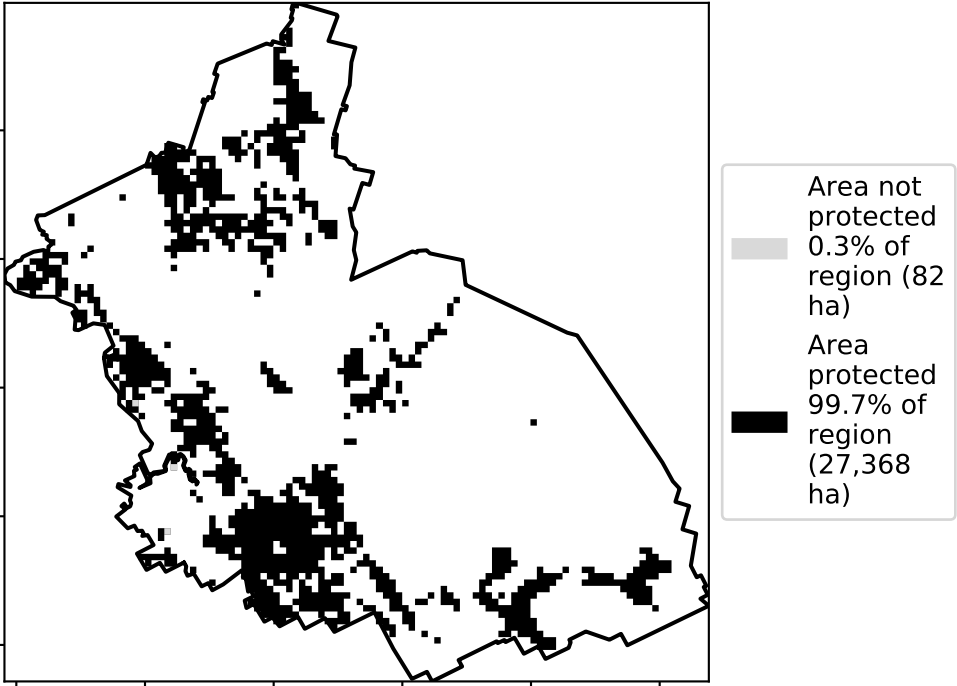 Area not
protected
0.3% of
region (82
ha)
Area
protected
99.7% of
region
(27,368
ha)